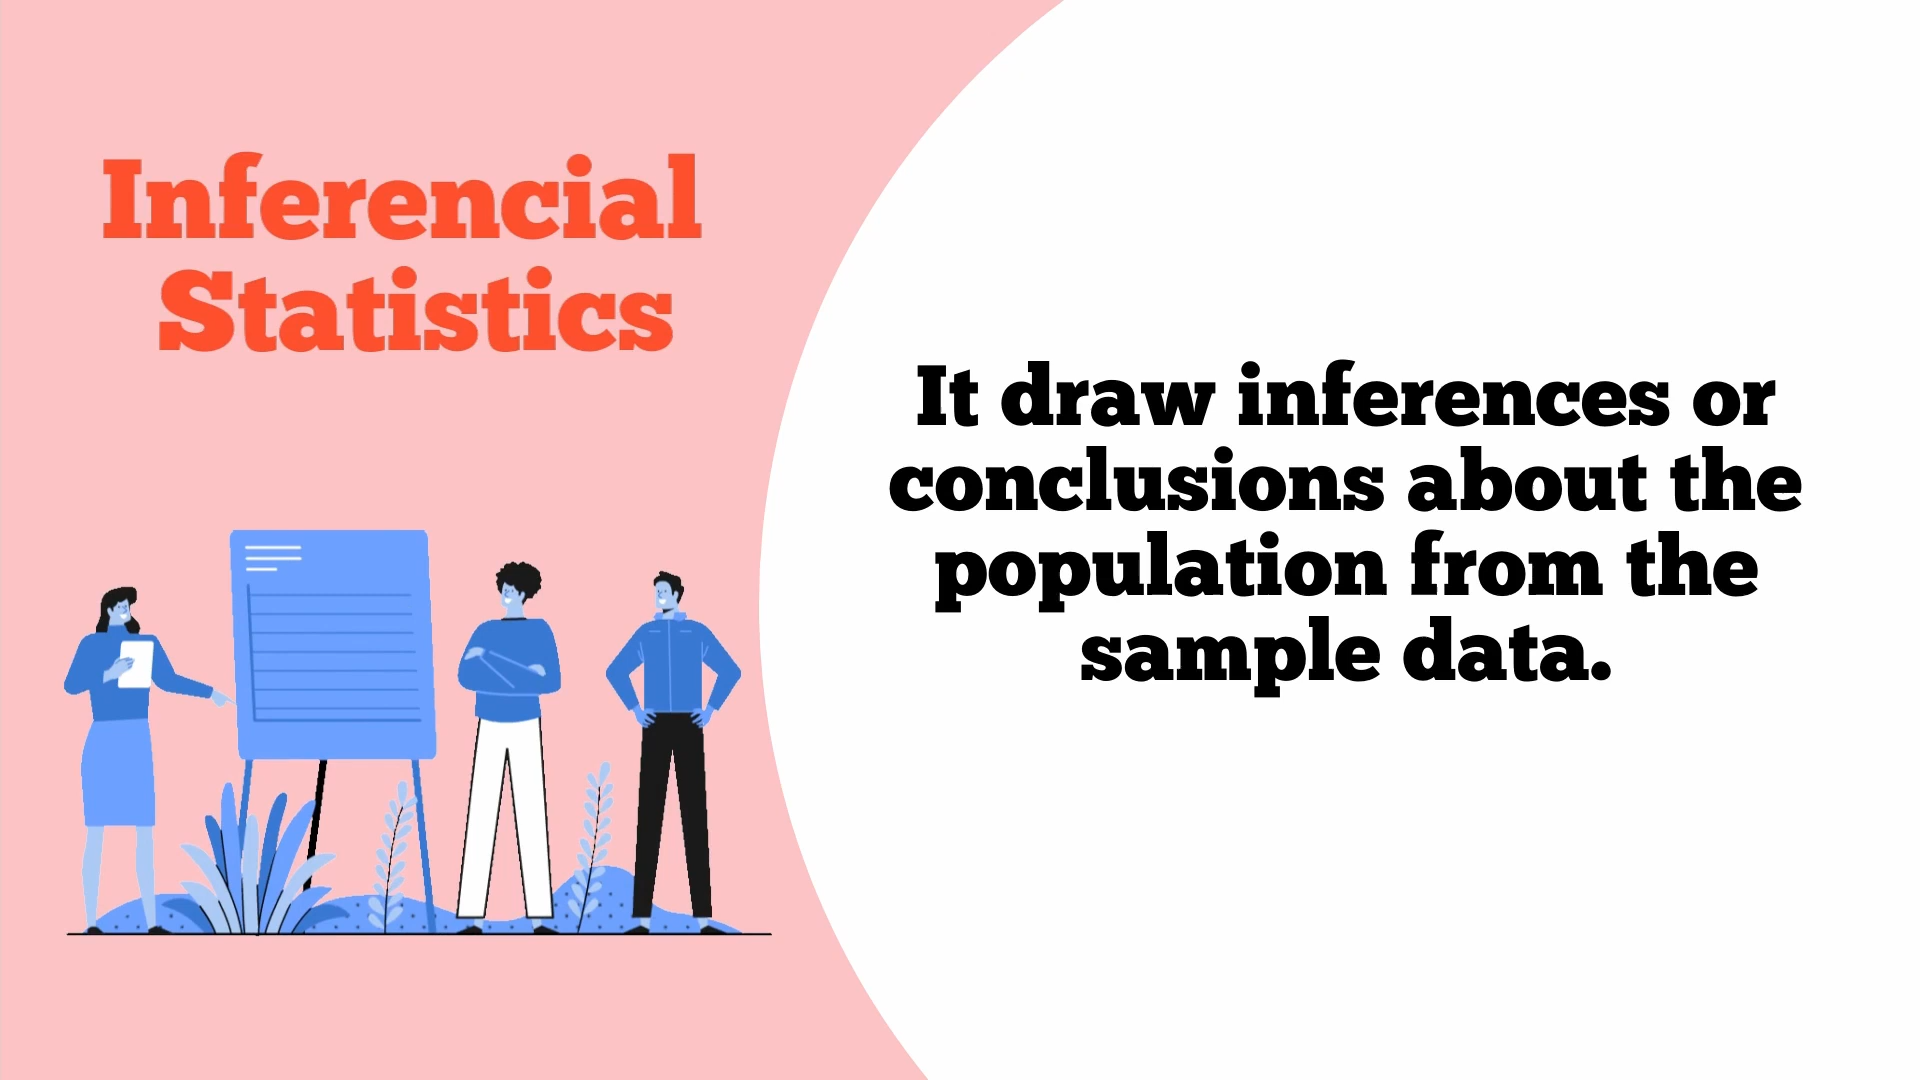 Inferencial
Statistics
It draw inferences or
conclusions about the
population from the
sample data.